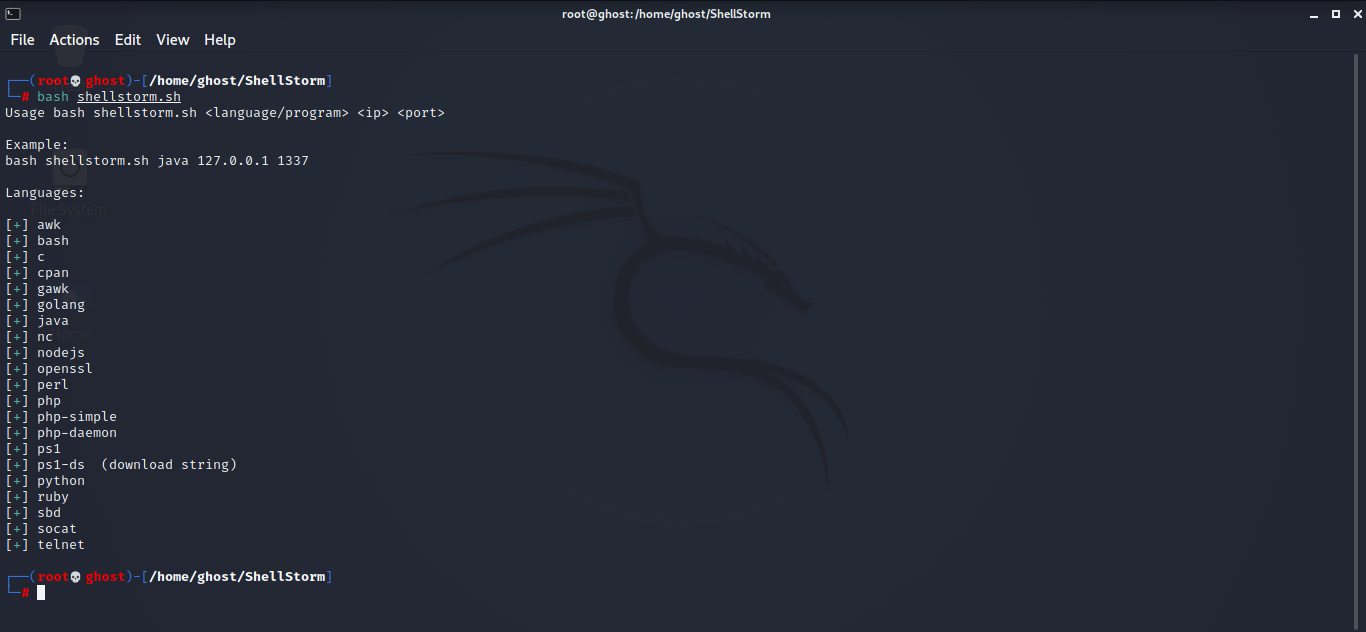 root@ghost:/home/ghost/ShellStorm
File Actions Edit View Help
┌──(root💀ghost)-[/home/ghost/ShellStorm]
└─# bash shellstorm.sh
Usage bash shellstorm.sh <language/program> <ip> <port>
Example:
bash shellstorm.sh java 127.0.0.1 1337
Languages:
File System
[+] awk
[+] bash
[+] c
[+] cpan
[+] gawk
[+] golang
[+] java
[+] nc
Home
[+] nodejs
[+] openssl
[+] perl
[+] php
[+] php-simple
[+] php-daemon
[+] ps1
[+] ps1-ds (download string)
[+] python
[+] ruby
[+] sbd
[+] socat
[+] telnet
┌──(root💀ghost)-[/home/ghost/ShellStorm]
└─#